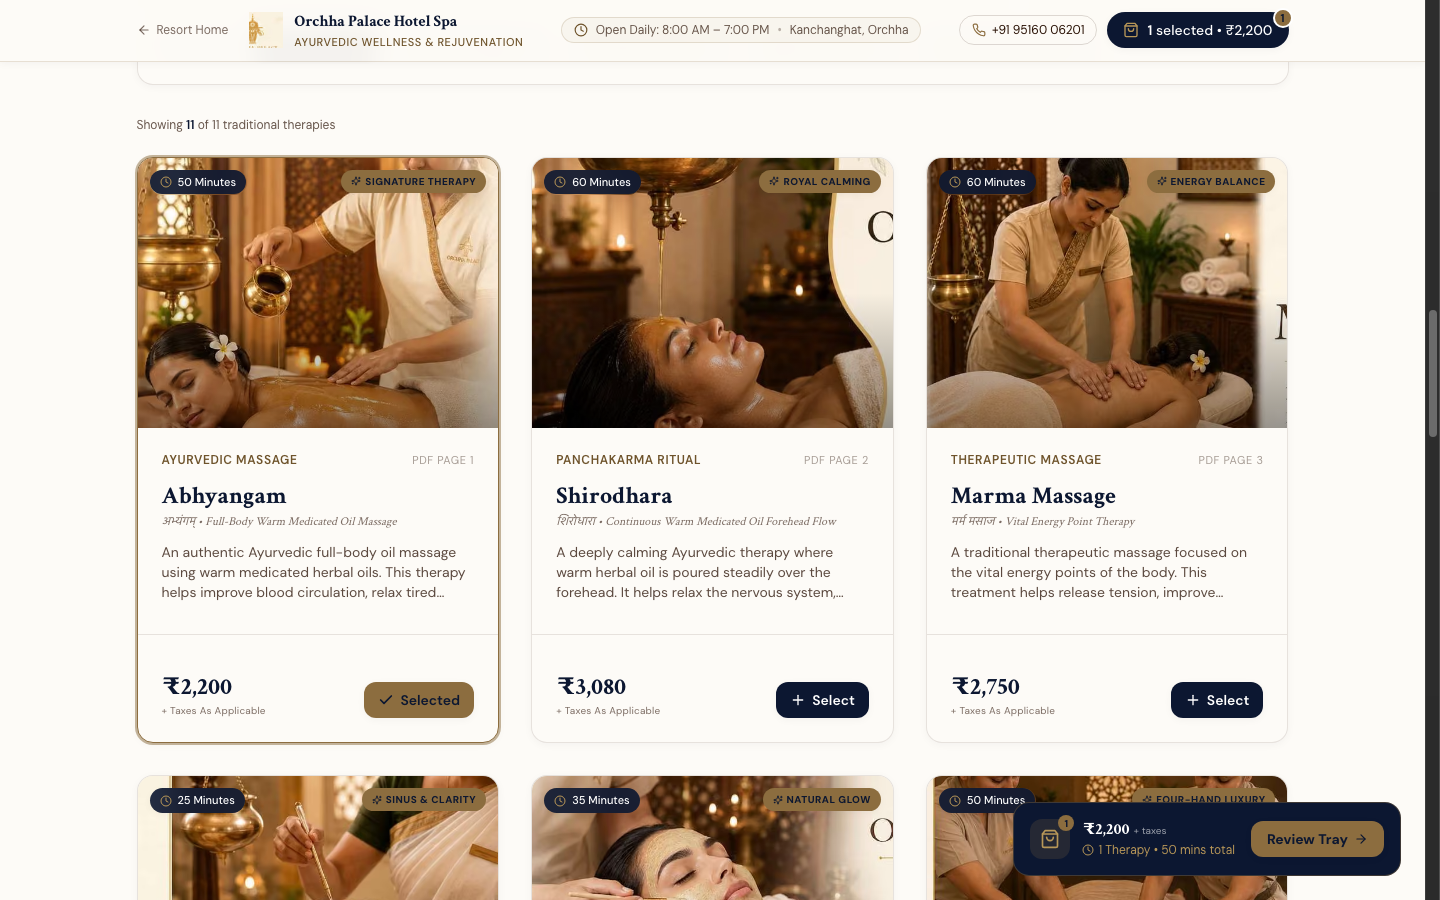 Resort Home
Orchha Palace Hotel Spa
AYURVEDIC WELLNESS & REJUVENATION
Open Daily: 8:00 AM – 7:00 PM • Kanchanghat, Orchha
+91 95160 06201
1 selected • ₹2,200
1
Showing 11 of 11 traditional therapies
50 Minutes
SIGNATURE THERAPY
AYURVEDIC MASSAGE
PDF PAGE 1
Abhyangam
अभ्यंगम् • Full-Body Warm Medicated Oil Massage
An authentic Ayurvedic full-body oil massage
using warm medicated herbal oils. This therapy
helps improve blood circulation, relax tired…
₹2,200
+ Taxes As Applicable
Selected
60 Minutes
ROYAL CALMING
PANCHAKARMA RITUAL
PDF PAGE 2
Shirodhara
शिरोधारा • Continuous Warm Medicated Oil Forehead Flow
A deeply calming Ayurvedic therapy where
warm herbal oil is poured steadily over the
forehead. It helps relax the nervous system,…
₹3,080
+ Taxes As Applicable
Select
60 Minutes
ENERGY BALANCE
THERAPEUTIC MASSAGE
PDF PAGE 3
Marma Massage
मर्म मसाज • Vital Energy Point Therapy
A traditional therapeutic massage focused on
the vital energy points of the body. This
treatment helps release tension, improve…
₹2,750
+ Taxes As Applicable
Select
25 Minutes
SINUS & CLARITY
35 Minutes
NATURAL GLOW
50 Minutes
FOUR-HAND LUXURY
1
₹2,200 + taxes
1 Therapy • 50 mins total
Review Tray